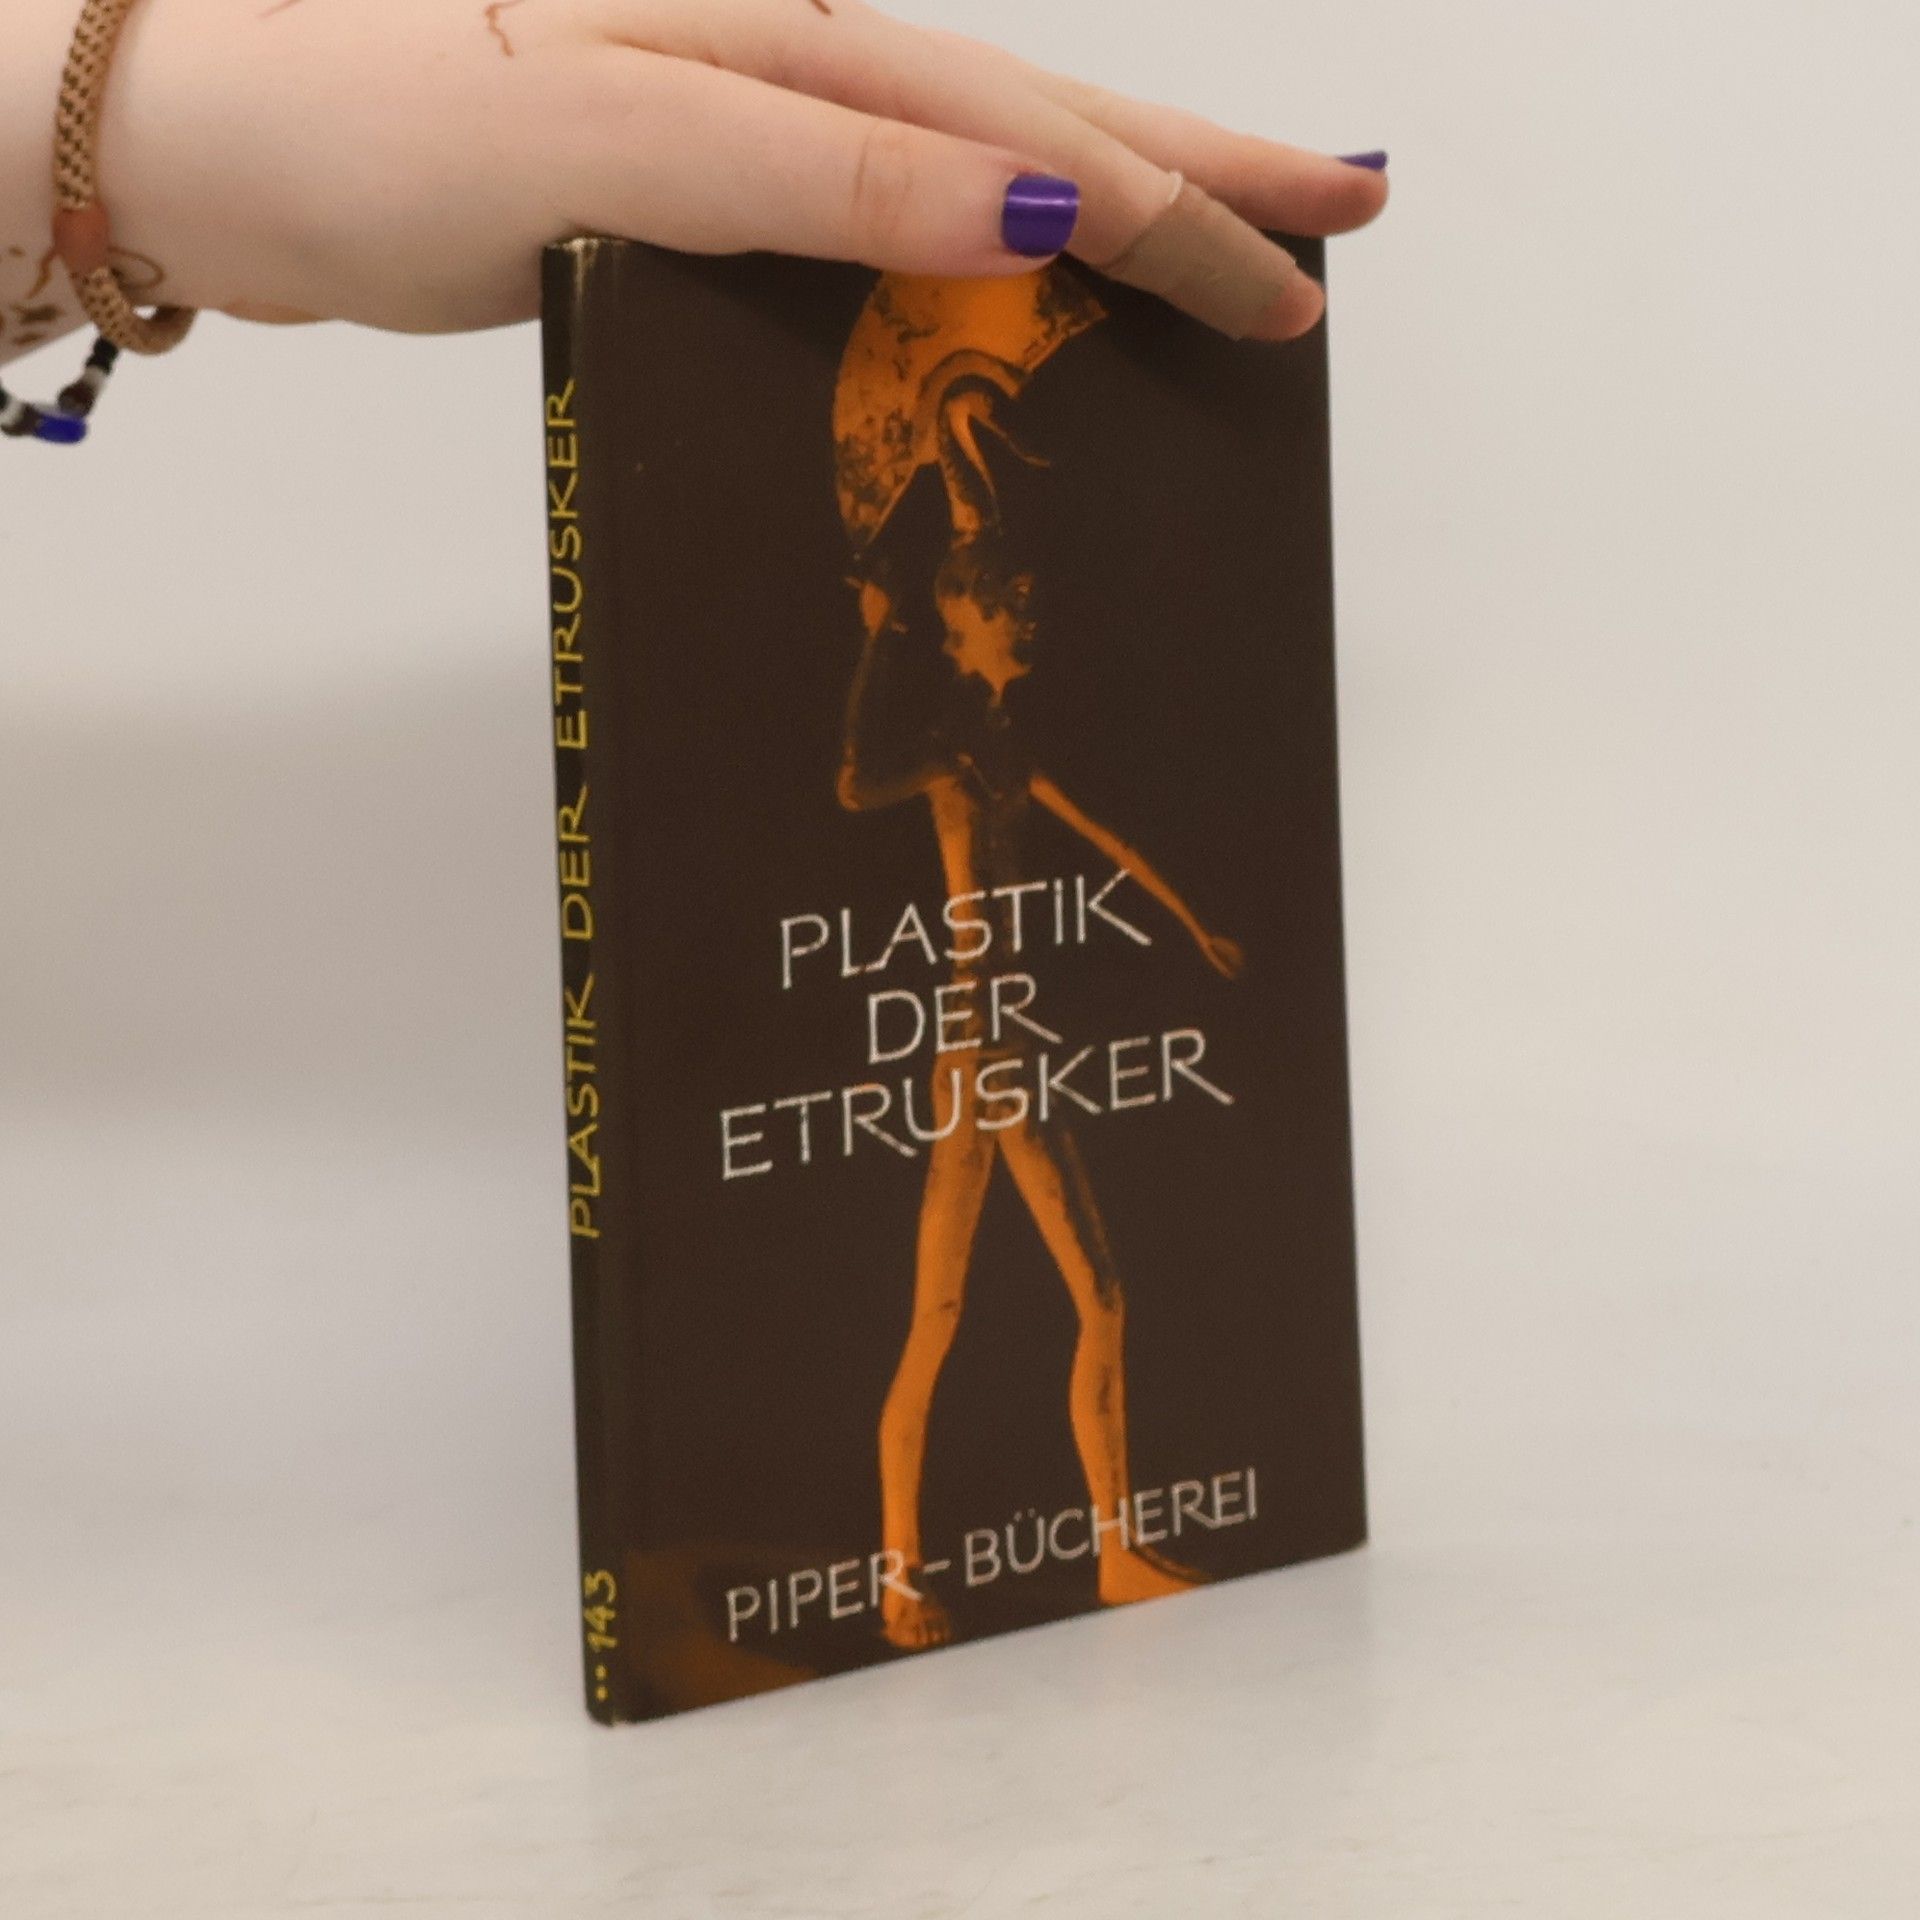 PLASTIK DER ETRUSKER
..143
PLASTIK
DER
ETRUSKER
PIPER-BÜCHEREI